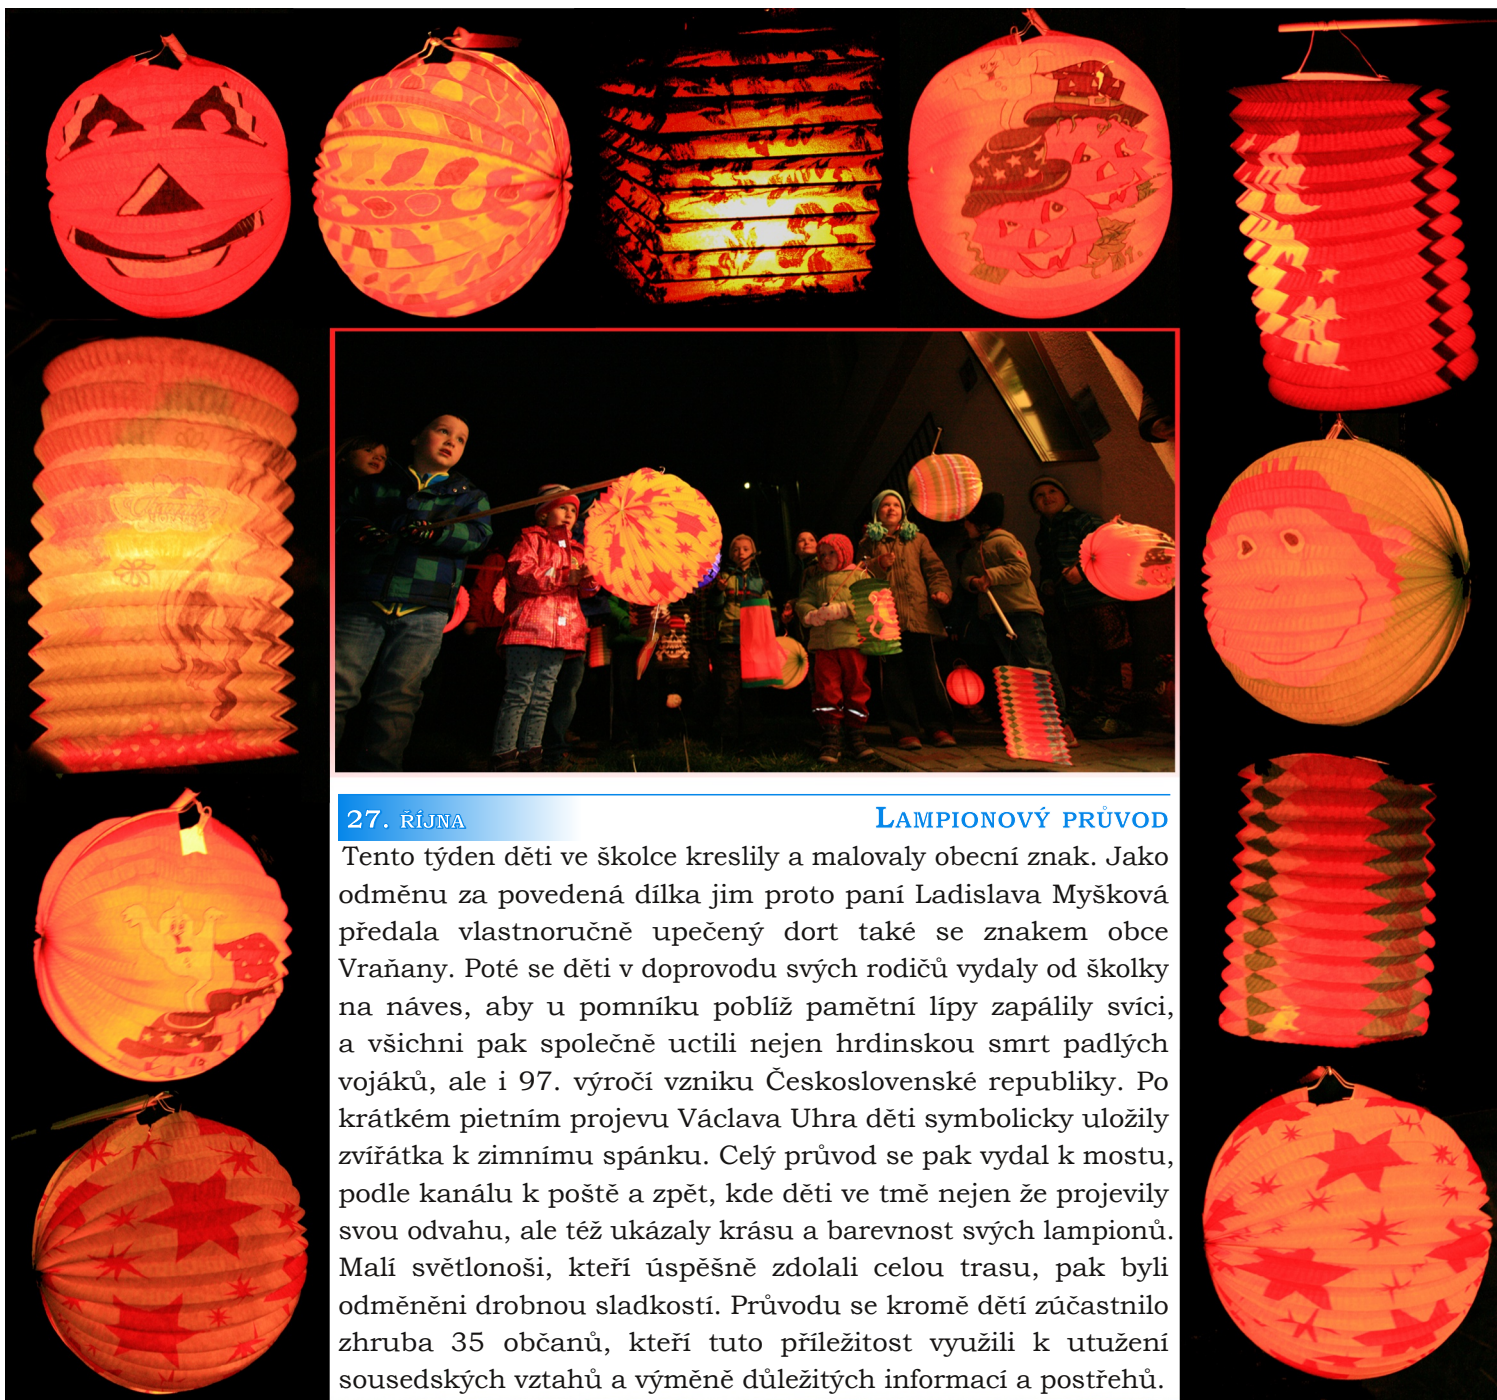 27. ŘÍJNA
LAMPIONOVÝ PRŮVOD
Tento týden děti ve školce kreslily a malovaly obecní znak. Jako
odměnu za povedená dílka jim proto paní Ladislava Myšková
předala vlastnoručně upečený dort také se znakem obce
Vraňany. Poté se děti v doprovodu svých rodičů vydaly od školky
na náves, aby u pomníku poblíž pamětní lípy zapálily svíci,
a všichni pak společně uctili nejen hrdinskou smrt padlých
vojáků, ale i 97. výročí vzniku Československé republiky. Po
krátkém pietním projevu Václava Uhra děti symbolicky uložily
zvířátka k zimnímu spánku. Celý průvod se pak vydal k mostu,
podle kanálu k poště a zpět, kde děti ve tmě nejen že projevily
svou odvahu, ale též ukázaly krásu a barevnost svých lampionů.
Malí světlonoši, kteří úspěšně zdolali celou trasu, pak byli
odměněni drobnou sladkostí. Průvodu se kromě dětí zúčastnilo
zhruba 35 občanů, kteří tuto příležitost využili k utužení
sousedských vztahů a výměně důležitých informací a postřehů.